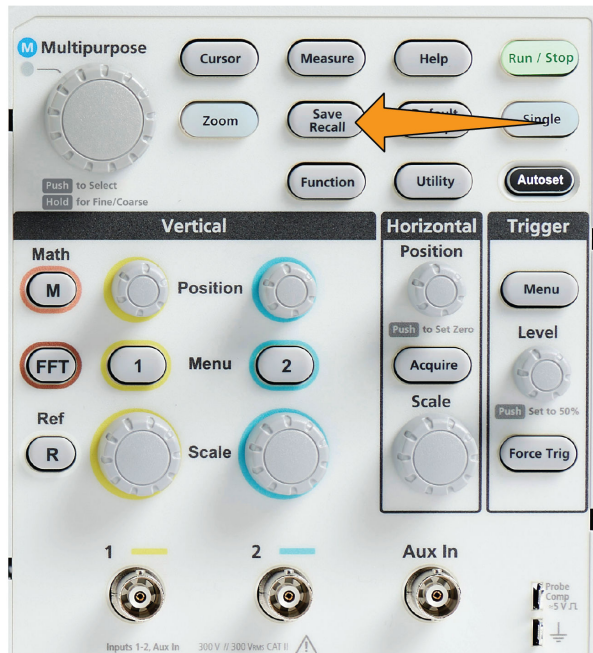 M Multipurpose
Cursor
Measure
Help
Run / Stop
Zoom
Save
Recall
Single
Push to Select
Hold for Fine/Coarse
Function
Utility
Autoset
Vertical
Horizontal
Trigger
Math
M
Position
Position
Push to Set Zero
Menu
Level
Push Set to 50%
FFT
1
Menu
2
Acquire
Scale
Ref
R
Scale
Force Trig
1
2
Aux In
Probe
Comp
~5 V
Inputs 1-2, Aux In 300 V // 300 VRMS CAT II